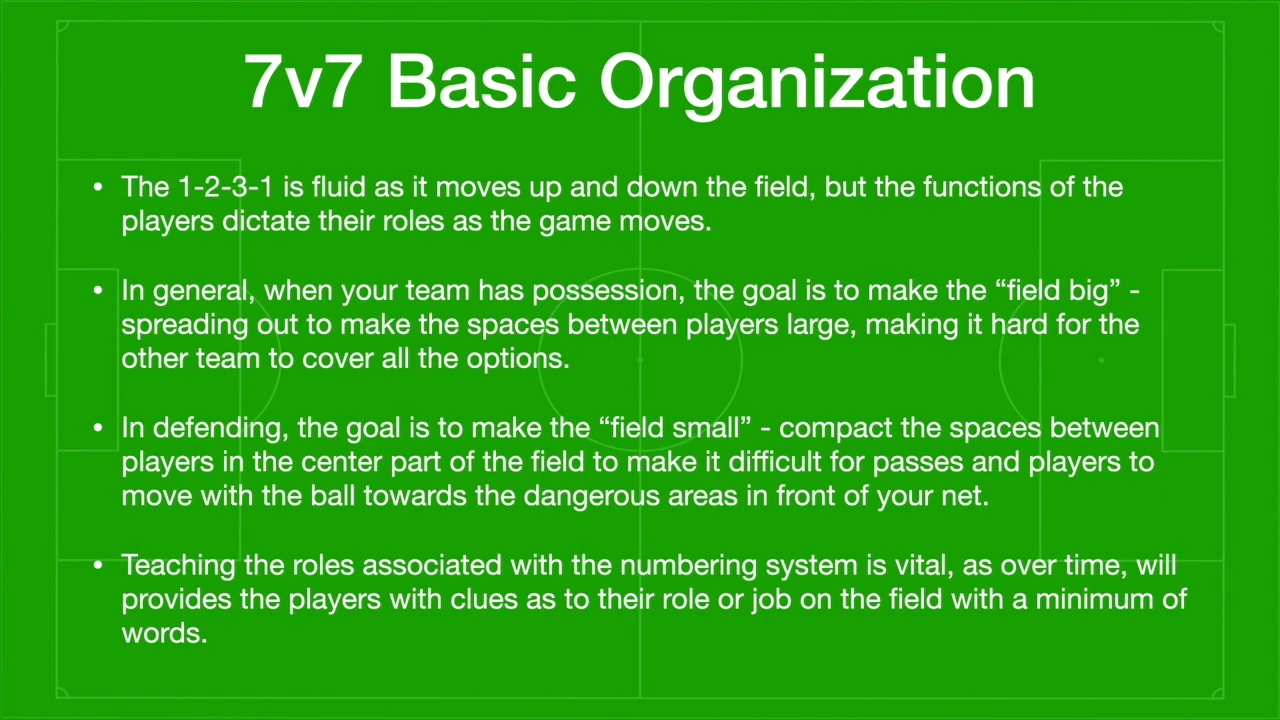 7v7 Basic Organization
• The 1-2-3-1 is fluid as it moves up and down the field, but the functions of the
players dictate their roles as the game moves.
• In general, when your team has possession, the goal is to make the “field big” -
spreading out to make the spaces between players large, making it hard for the
other team to cover all the options.
• In defending, the goal is to make the “field small” - compact the spaces between
players in the center part of the field to make it difficult for passes and players to
move with the ball towards the dangerous areas in front of your net.
• Teaching the roles associated with the numbering system is vital, as over time, will
provides the players with clues as to their role or job on the field with a minimum of
words.